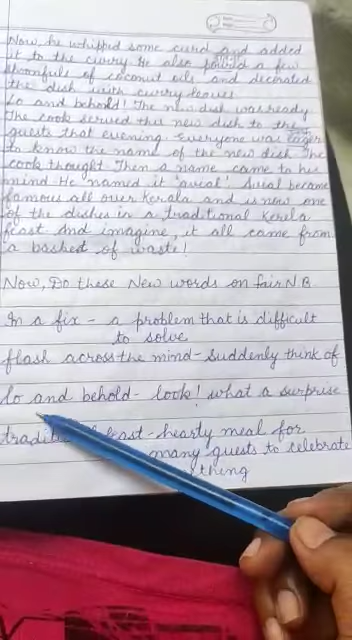 Now he whipped some curd and added
it to the curry He also poured a few
spoonfuls of coconut oils and decorated
the dish with curry leaves
Lo and behold! The new dish was ready
The cook served this new dish to the
guests that evening Everyone was eager
to know the name of the new dish The
cook thought Then a name came to his
mind He named it 'avial' Avial became
famous all over Kerala and is now one
of the dishes in a traditional Kerela
feast And imagine, it all came from
a basket of waste!
Now, Do these New words on fair N.B
In a fix - a problem that is difficult
to solve
flash across the mind - suddenly think of
Lo and behold - look! what a surprise
feast - hearty meal for
many guests to celebrate
thing